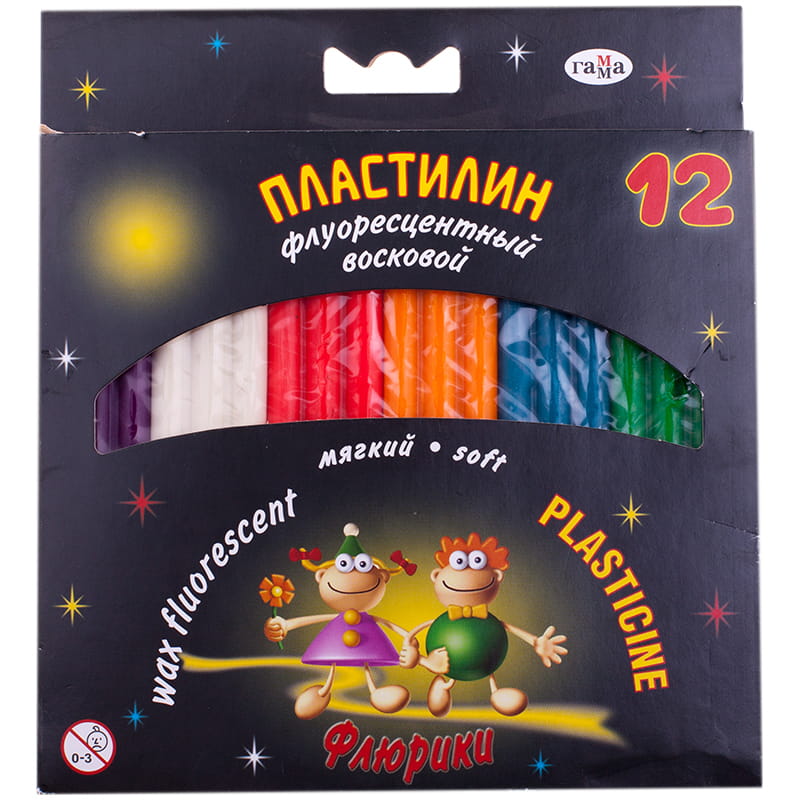 гамма
12
ПЛАСТИЛИН
флуоресцентный
восковой
мягкий • soft
wax fluorescent
PLASTICINE
Флюрики
0-3